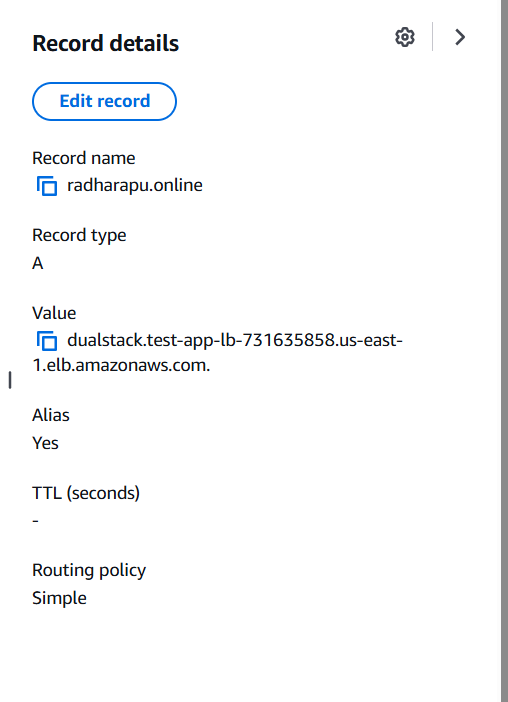 Record details
Edit record
Record name
radharapu.online
Record type
A
Value
dualstack.test-app-lb-731635858.us-east-
1.elb.amazonaws.com.
Alias
Yes
TTL (seconds)
-
Routing policy
Simple